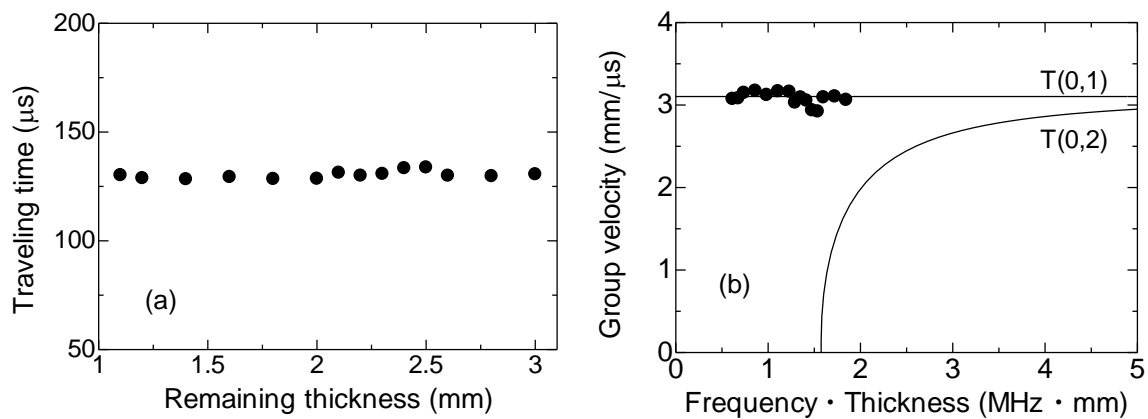 200
150
100
50
Traveling time (μs)
(a)
1
1.5
2
2.5
3
Remaining thickness (mm)
4
3
2
1
0
Group velocity (mm/μs)
T(0,1)
T(0,2)
(b)
0
1
2
3
4
5
Frequency・Thickness (MHz・mm)